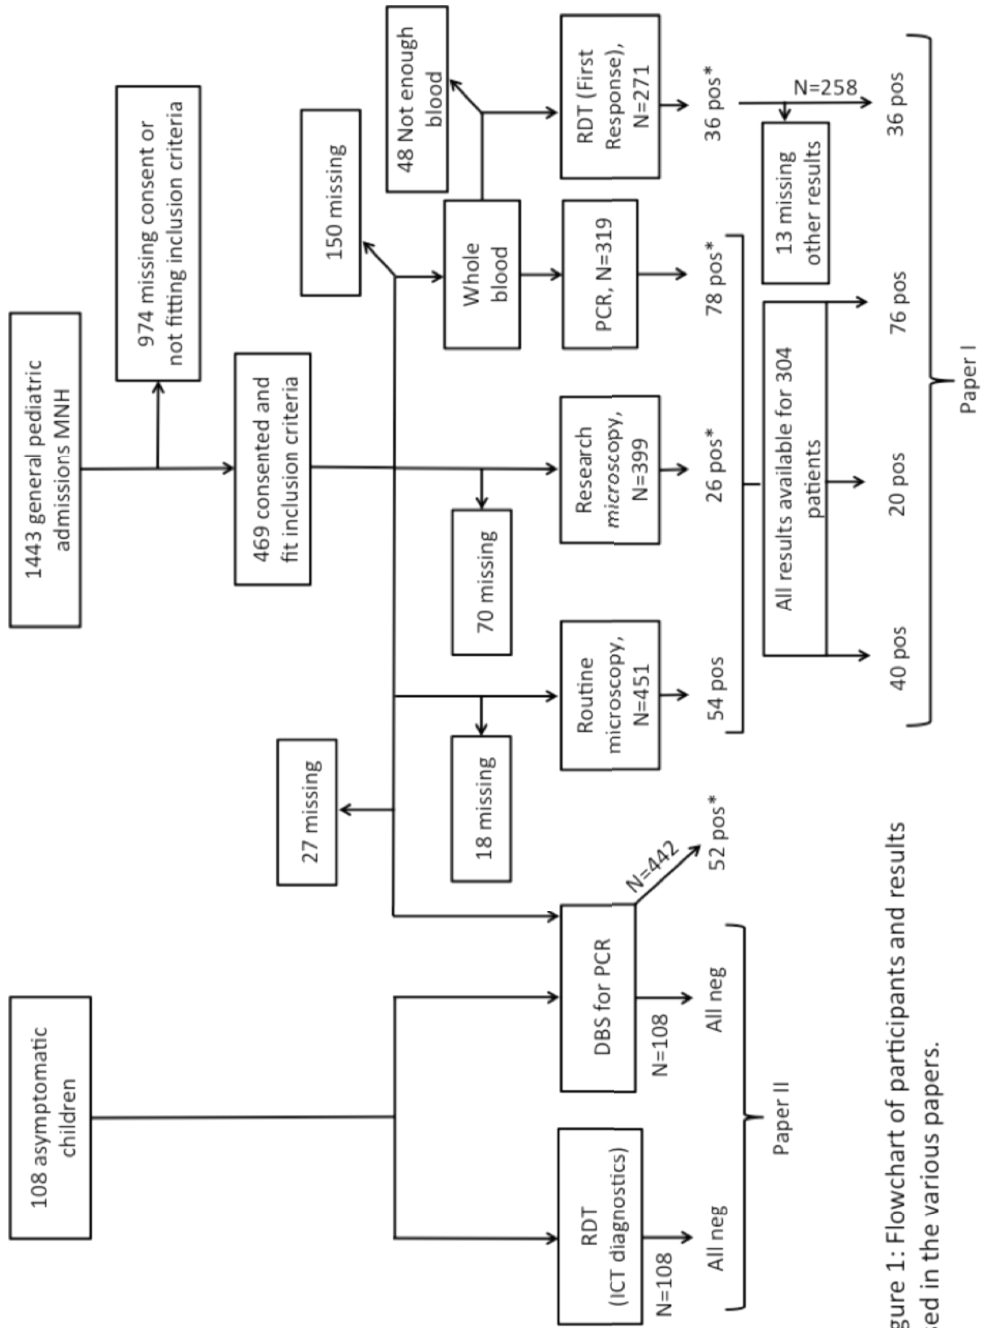 108 asymptomatic
children
1443 general pediatric
admissions MNH
974 missing consent or
not fitting inclusion criteria
469 consented and
fit inclusion criteria
27 missing
150 missing
18 missing
70 missing
Whole
blood
48 Not enough
blood
RDT
(ICT diagnostics)
DBS for PCR
Routine
microscopy,
N=451
Research
microscopy,
N=399
PCR, N=319
RDT (First
Response),
N=271
N=108
N=108
N=442
All neg
All neg
52 pos*
54 pos
26 pos*
78 pos*
36 pos*
Paper II
All results available for 304
patients
13 missing
other results
N=258
40 pos
20 pos
76 pos
36 pos
Paper I
gure 1: Flowchart of participants and results
sed in the various papers.